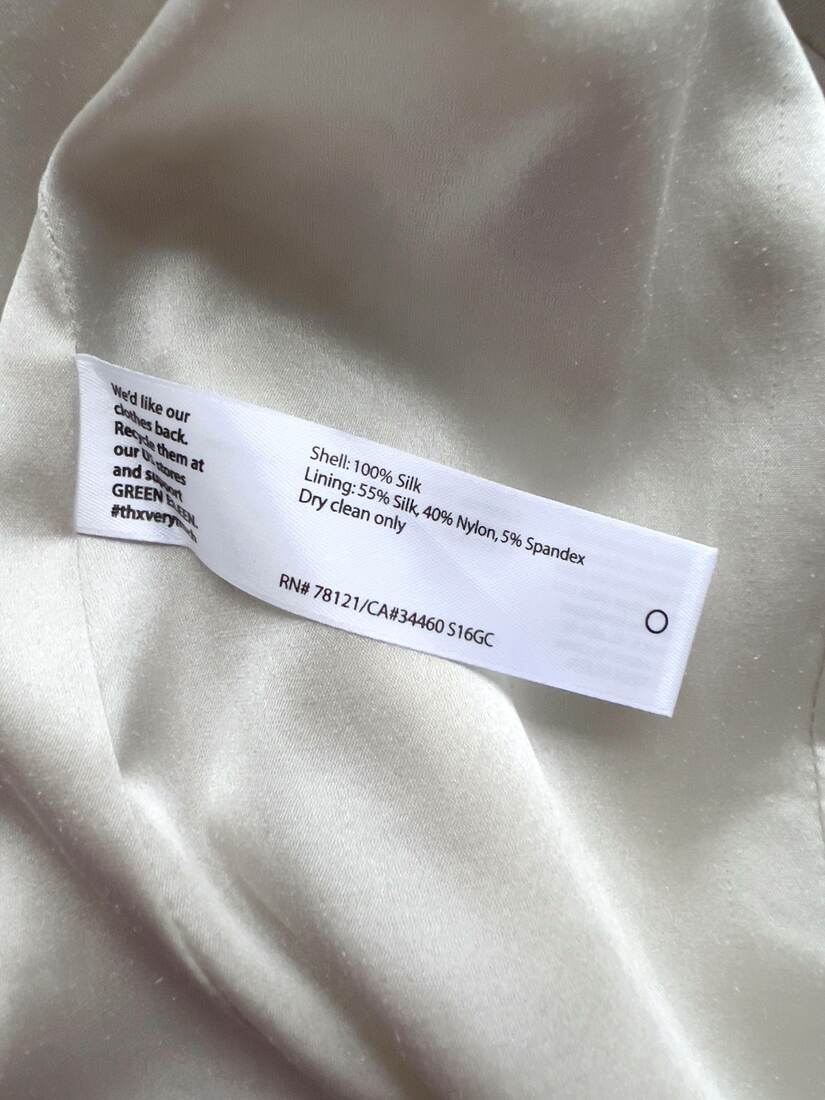 We'd like our
clothes back.
Recycle them at
our US stores
and support
GREEN EILEEN.
#thxverymuch
Shell: 100% Silk
Lining: 55% Silk, 40% Nylon, 5% Spandex
Dry clean only
RN# 78121/CA#34460 S16GC
O